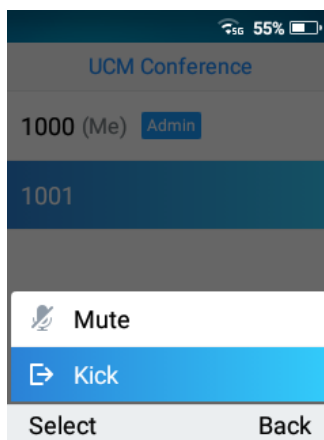 5G 55%
UCM Conference
1000 (Me) Admin
1001
Mute
Kick
Select Back